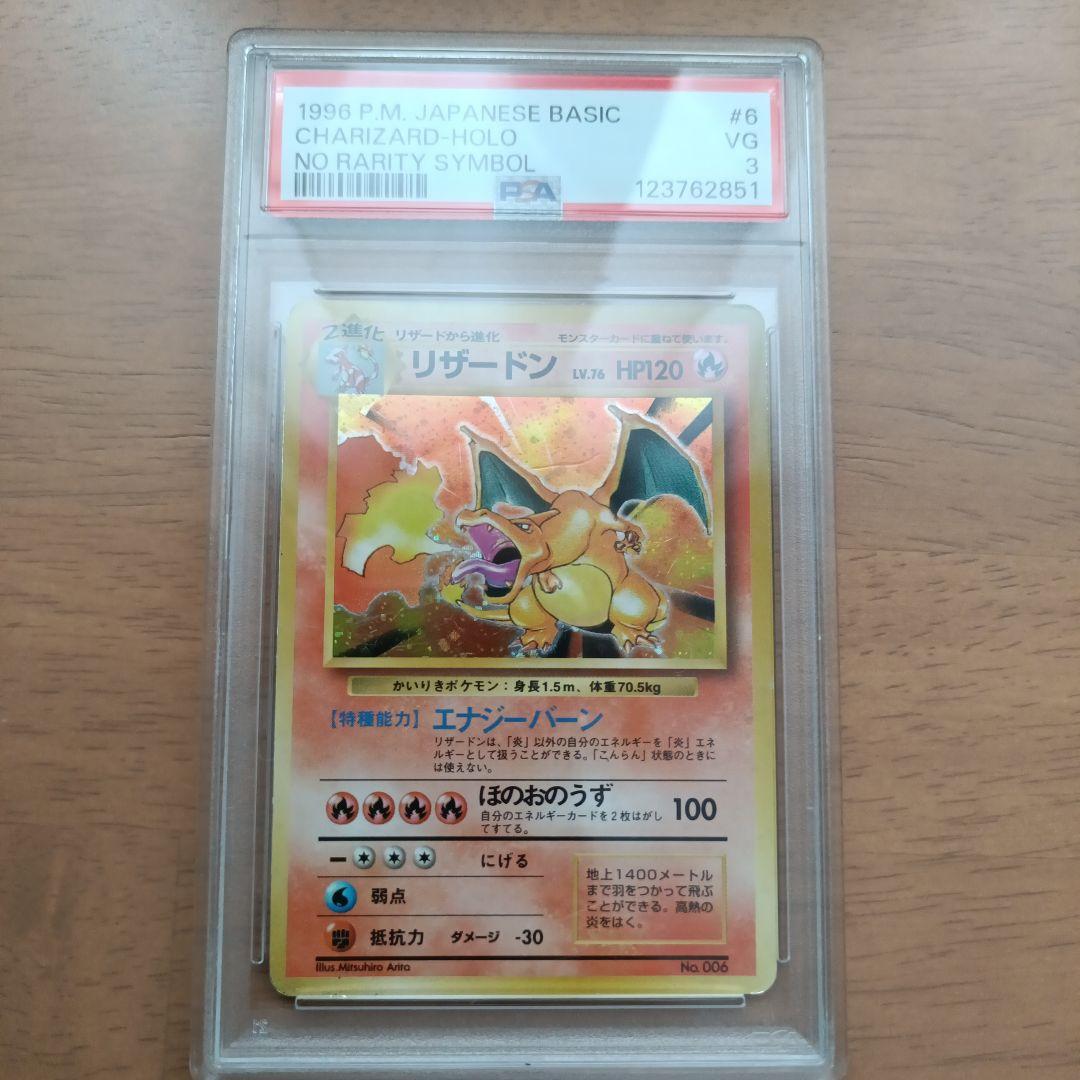 1996 P.M. JAPANESE BASIC #6
CHARIZARD-HOLO VG
NO RARITY SYMBOL 3
PSA 123762851
2進化 リザードから進化 モンスターカードに重ねて使います。
リザードン LV.76 HP120
かいりきポケモン：身長1.5m、体重70.5kg
【特殊能力】 エナジーバーン
リザードンは、「炎」以外の自分のエネルギーを「炎」エネ
ルギーとして扱うことができる。「こんらん」状態のときに
は使えない。
ほのおのうず 100
自分のエネルギーカードを2枚はがし
てすてる。
にげる
弱点
抵抗力 ダメージ -30
地上1400メートル
まで羽をつかって飛ぶ
ことができる。高熱の
炎をはく。
Illus.Mitsuhiro Arita No.006